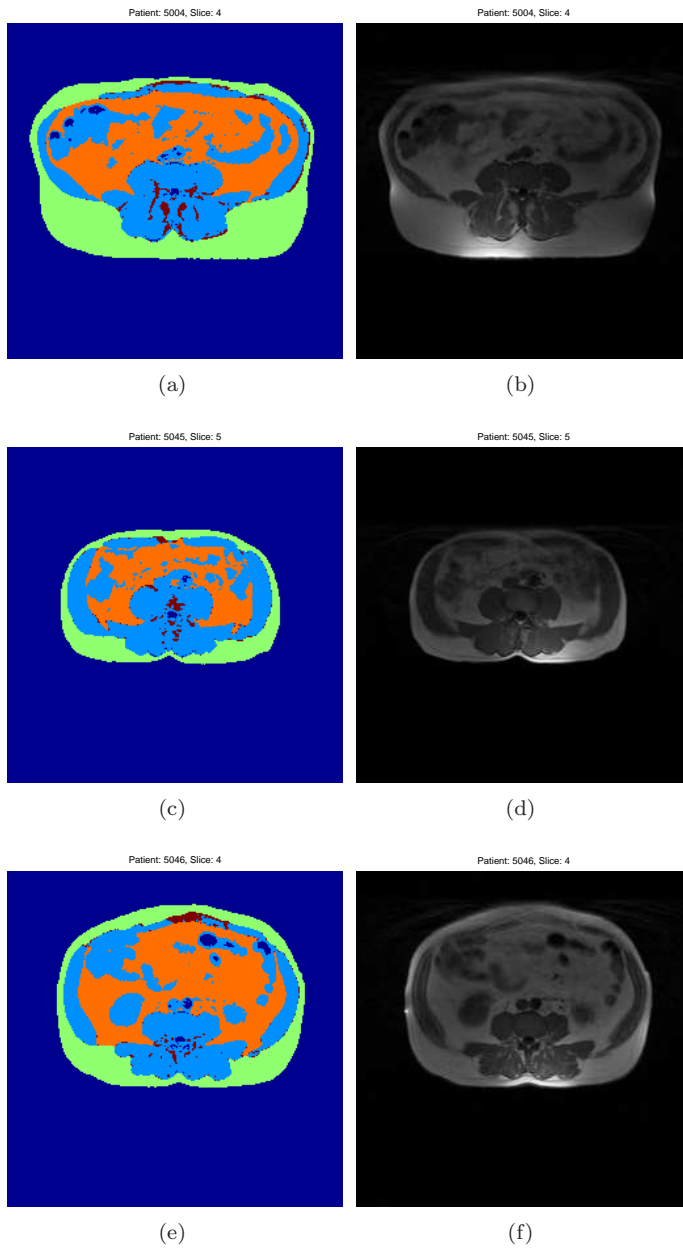 Patient: 5004, Slice: 4
Patient: 5004, Slice: 4
(a)
(b)
Patient: 5045, Slice: 5
Patient: 5045, Slice: 5
(c)
(d)
Patient: 5046, Slice: 4
Patient: 5046, Slice: 4
(e)
(f)